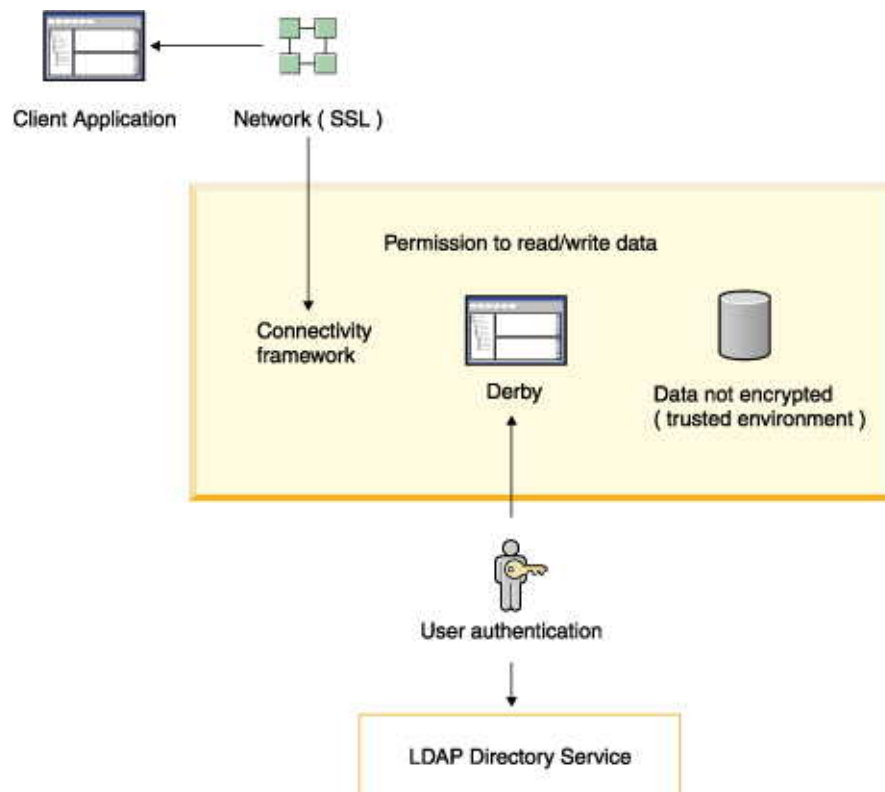 Client Application
Network ( SSL )
Permission to read/write data
Connectivity
framework
Derby
Data not encrypted
( trusted environment )
User authentication
LDAP Directory Service